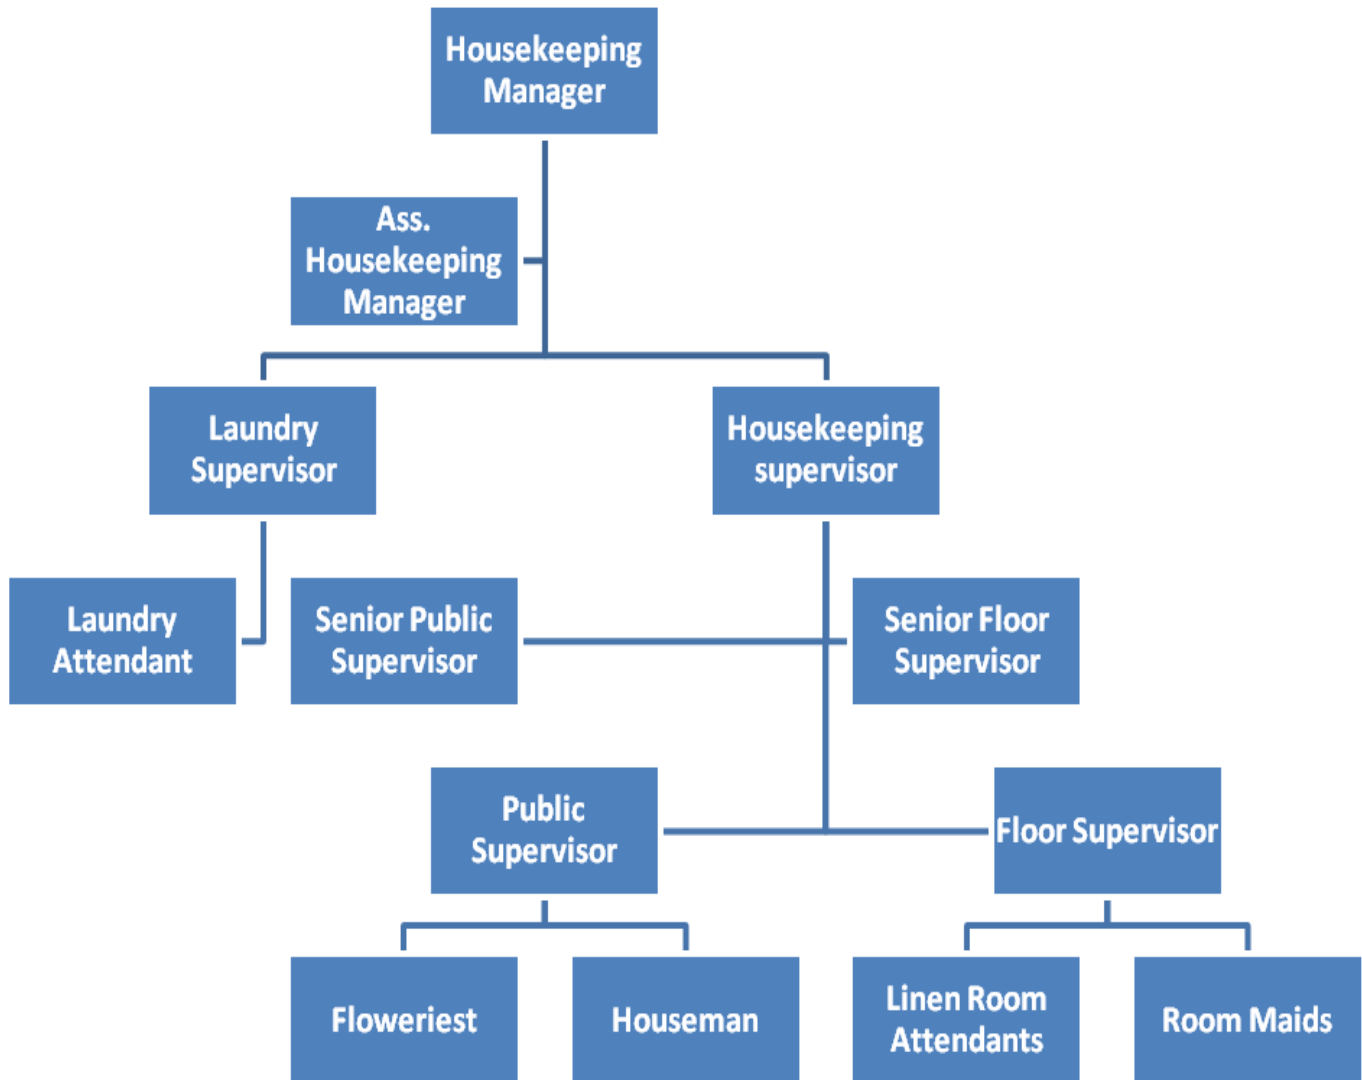 Housekeeping
Manager
Ass.
Housekeeping
Manager
Laundry
Supervisor
Housekeeping
supervisor
Laundry
Attendant
Senior Public
Supervisor
Senior Floor
Supervisor
Public
Supervisor
Floor Supervisor
Floweriest
Houseman
Linen Room
Attendants
Room Maids